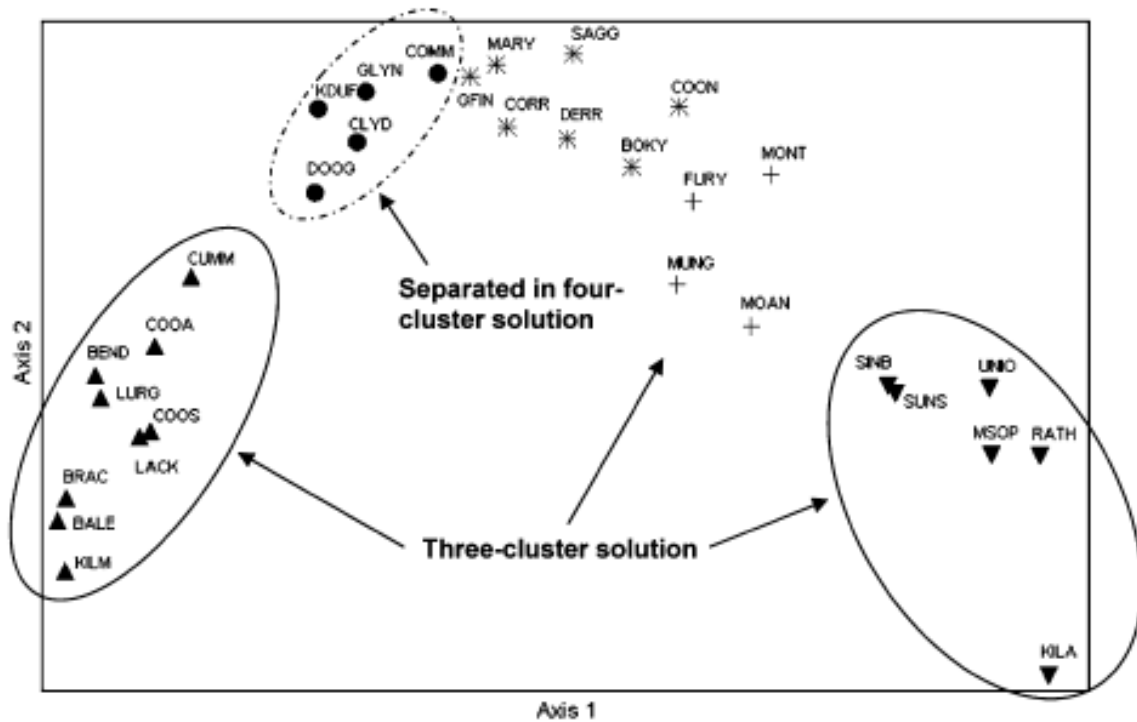 SAGG
COMM
MARY
GLYN
KDUF
GFIN
CORR
DERR
COON
CLYD
BOKY
MONT
DOOG
FURY
CUMM
Separated in four-
cluster solution
MUNG
MOAN
COOA
BEND
LURG
SINB
SUNS
UNIO
COOS
MSOP
RATH
LACK
BRAC
BALE
Three-cluster solution
KILM
KILA
Axis 2
Axis 1